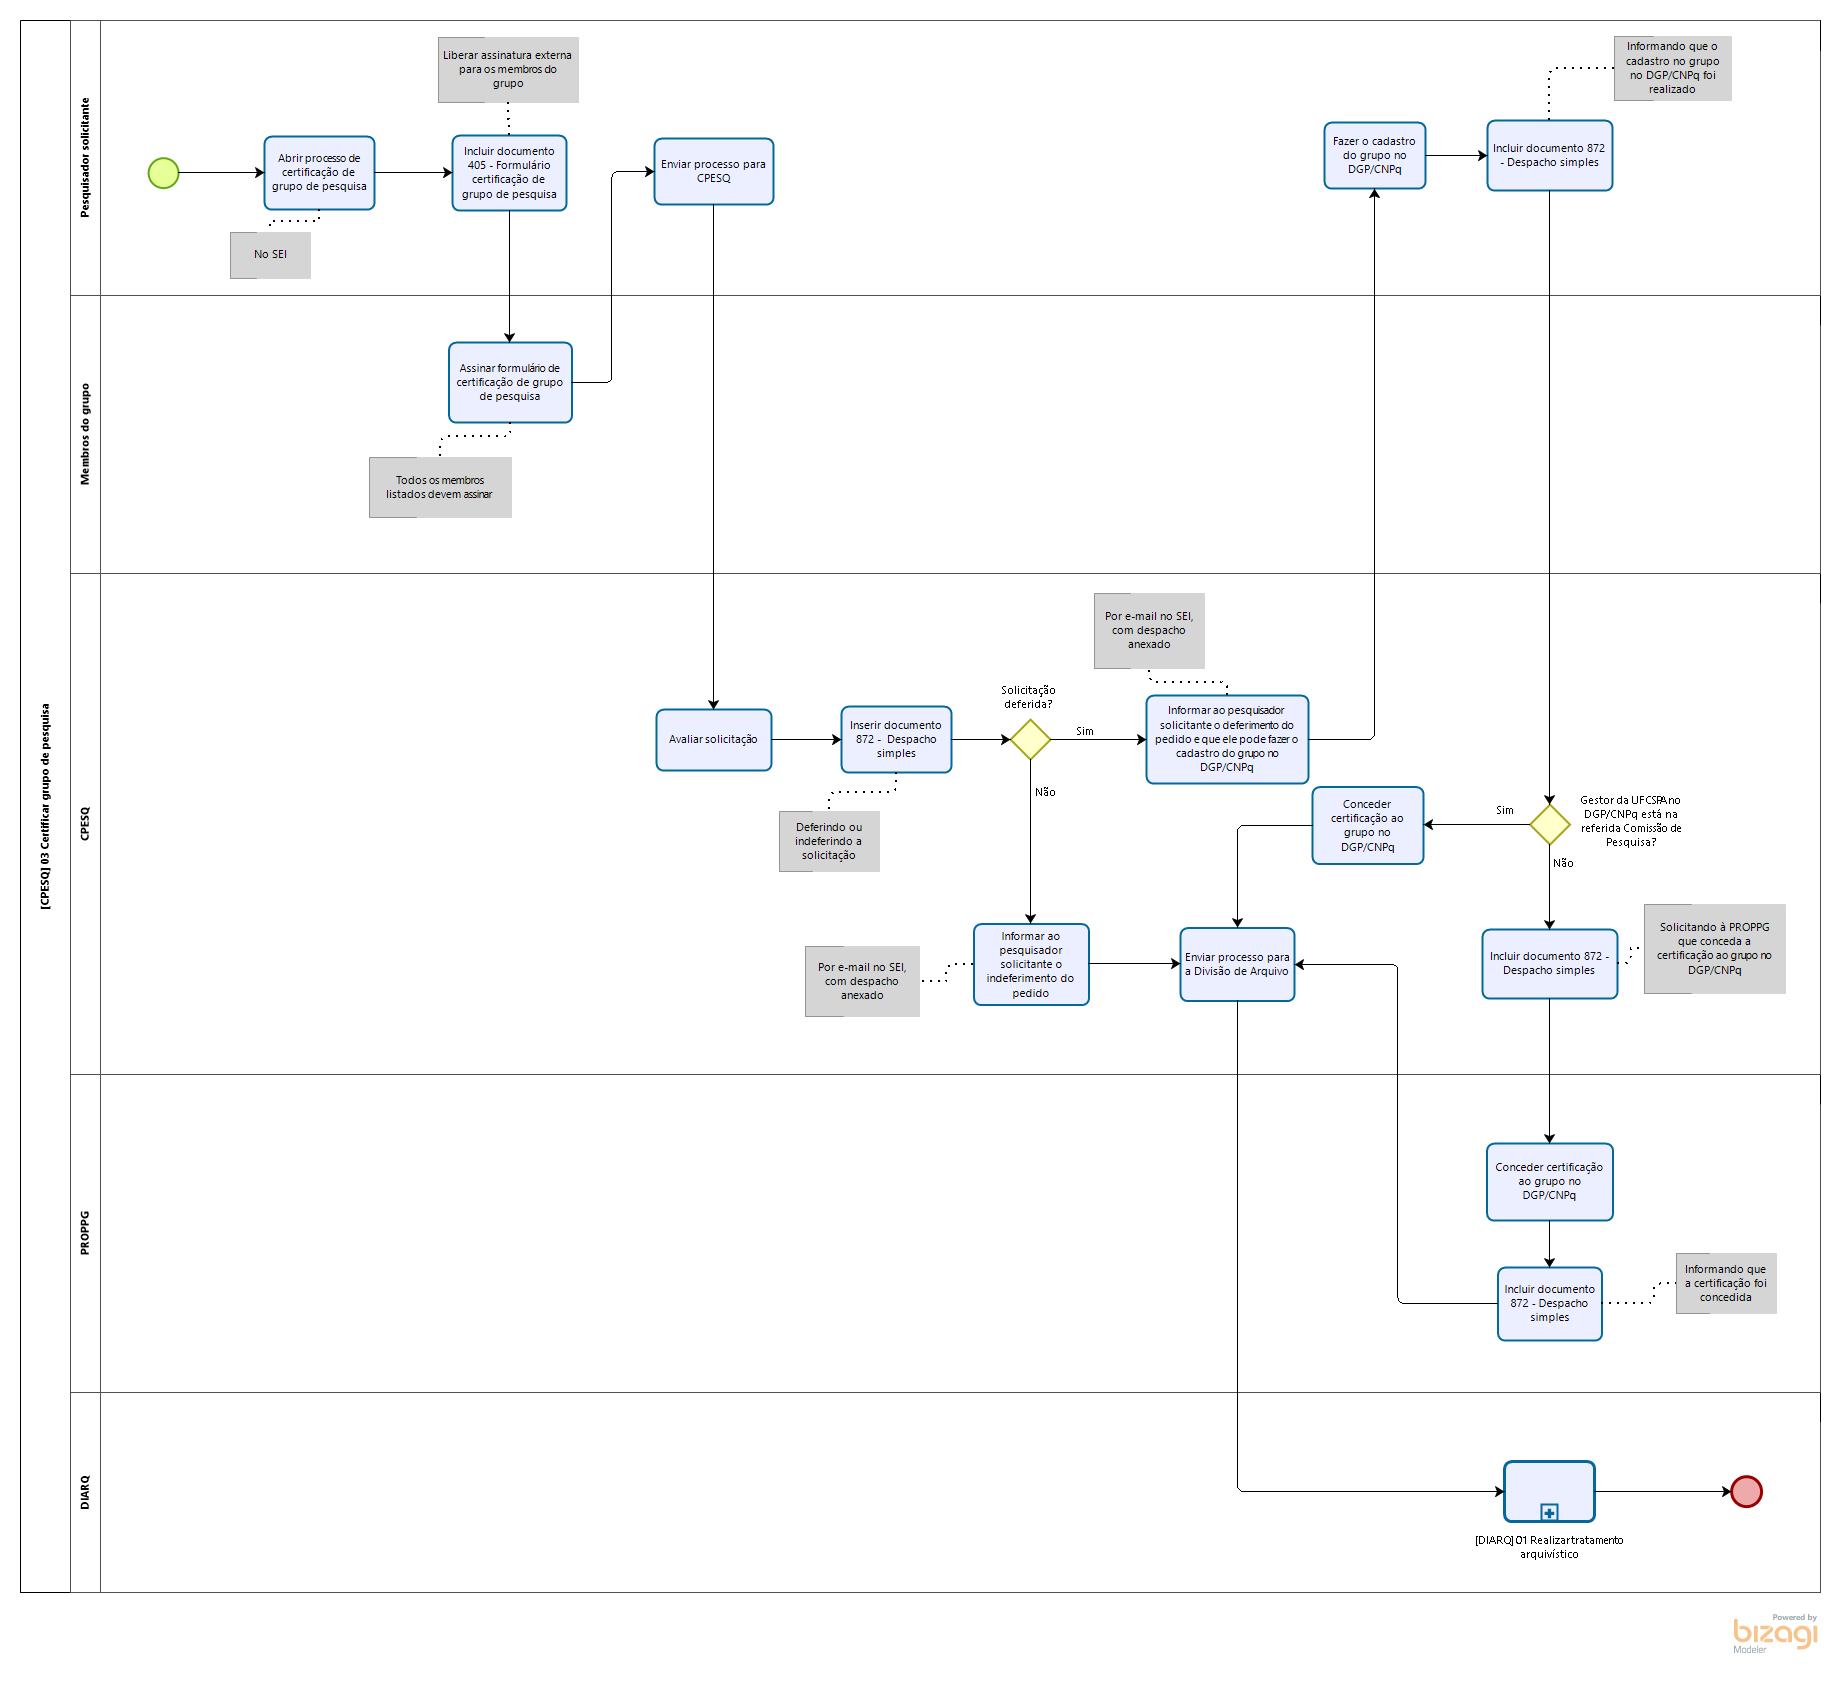 [CPESQ] 03 Certificar grupo de pesquisa
Pesquisador solicitante
Liberar assinatura externa
para os membros do
grupo
Informando que o
cadastro no grupo
no DGP/CNPq foi
realizado
Abrir processo de
certificação de
grupo de pesquisa
Incluir documento
405 - Formulário
certificação de
grupo de pesquisa
Enviar processo para
CPESQ
Fazer o cadastro
do grupo no
DGP/CNPq
Incluir documento 872
- Despacho simples
No SEI
Membros do grupo
Assinar formulário de
certificação de grupo
de pesquisa
Todos os membros
listados devem assinar
CPESQ
Por e-mail no SEI,
com despacho
anexado
Avaliar solicitação
Inserir documento
872 - Despacho
simples
Solicitação
deferida?
Sim
Não
Informar ao pesquisador
solicitante o deferimento do
pedido e que ele pode fazer o
cadastro do grupo no
DGP/CNPq
Deferindo ou
indeferindo a
solicitação
Conceder
certificação ao
grupo no
DGP/CNPq
Sim
Gestor da UFCSPA no
DGP/CNPq está na
referida Comissão de
Pesquisa?
Não
Por e-mail no SEI,
com despacho
anexado
Informar ao
pesquisador
solicitante o
indeferimento do
pedido
Enviar processo para
a Divisão de Arquivo
Incluir documento 872 -
Despacho simples
Solicitando à PROPPG
que conceda a
certificação ao grupo no
DGP/CNPq
PROPPG
Conceder certificação
ao grupo no
DGP/CNPq
Incluir documento
872 - Despacho
simples
Informando que
a certificação foi
concedida
DIARQ
[DIARQ] 01 Realizar tratamento
arquivístico
Powered by
bizagi
Modeler